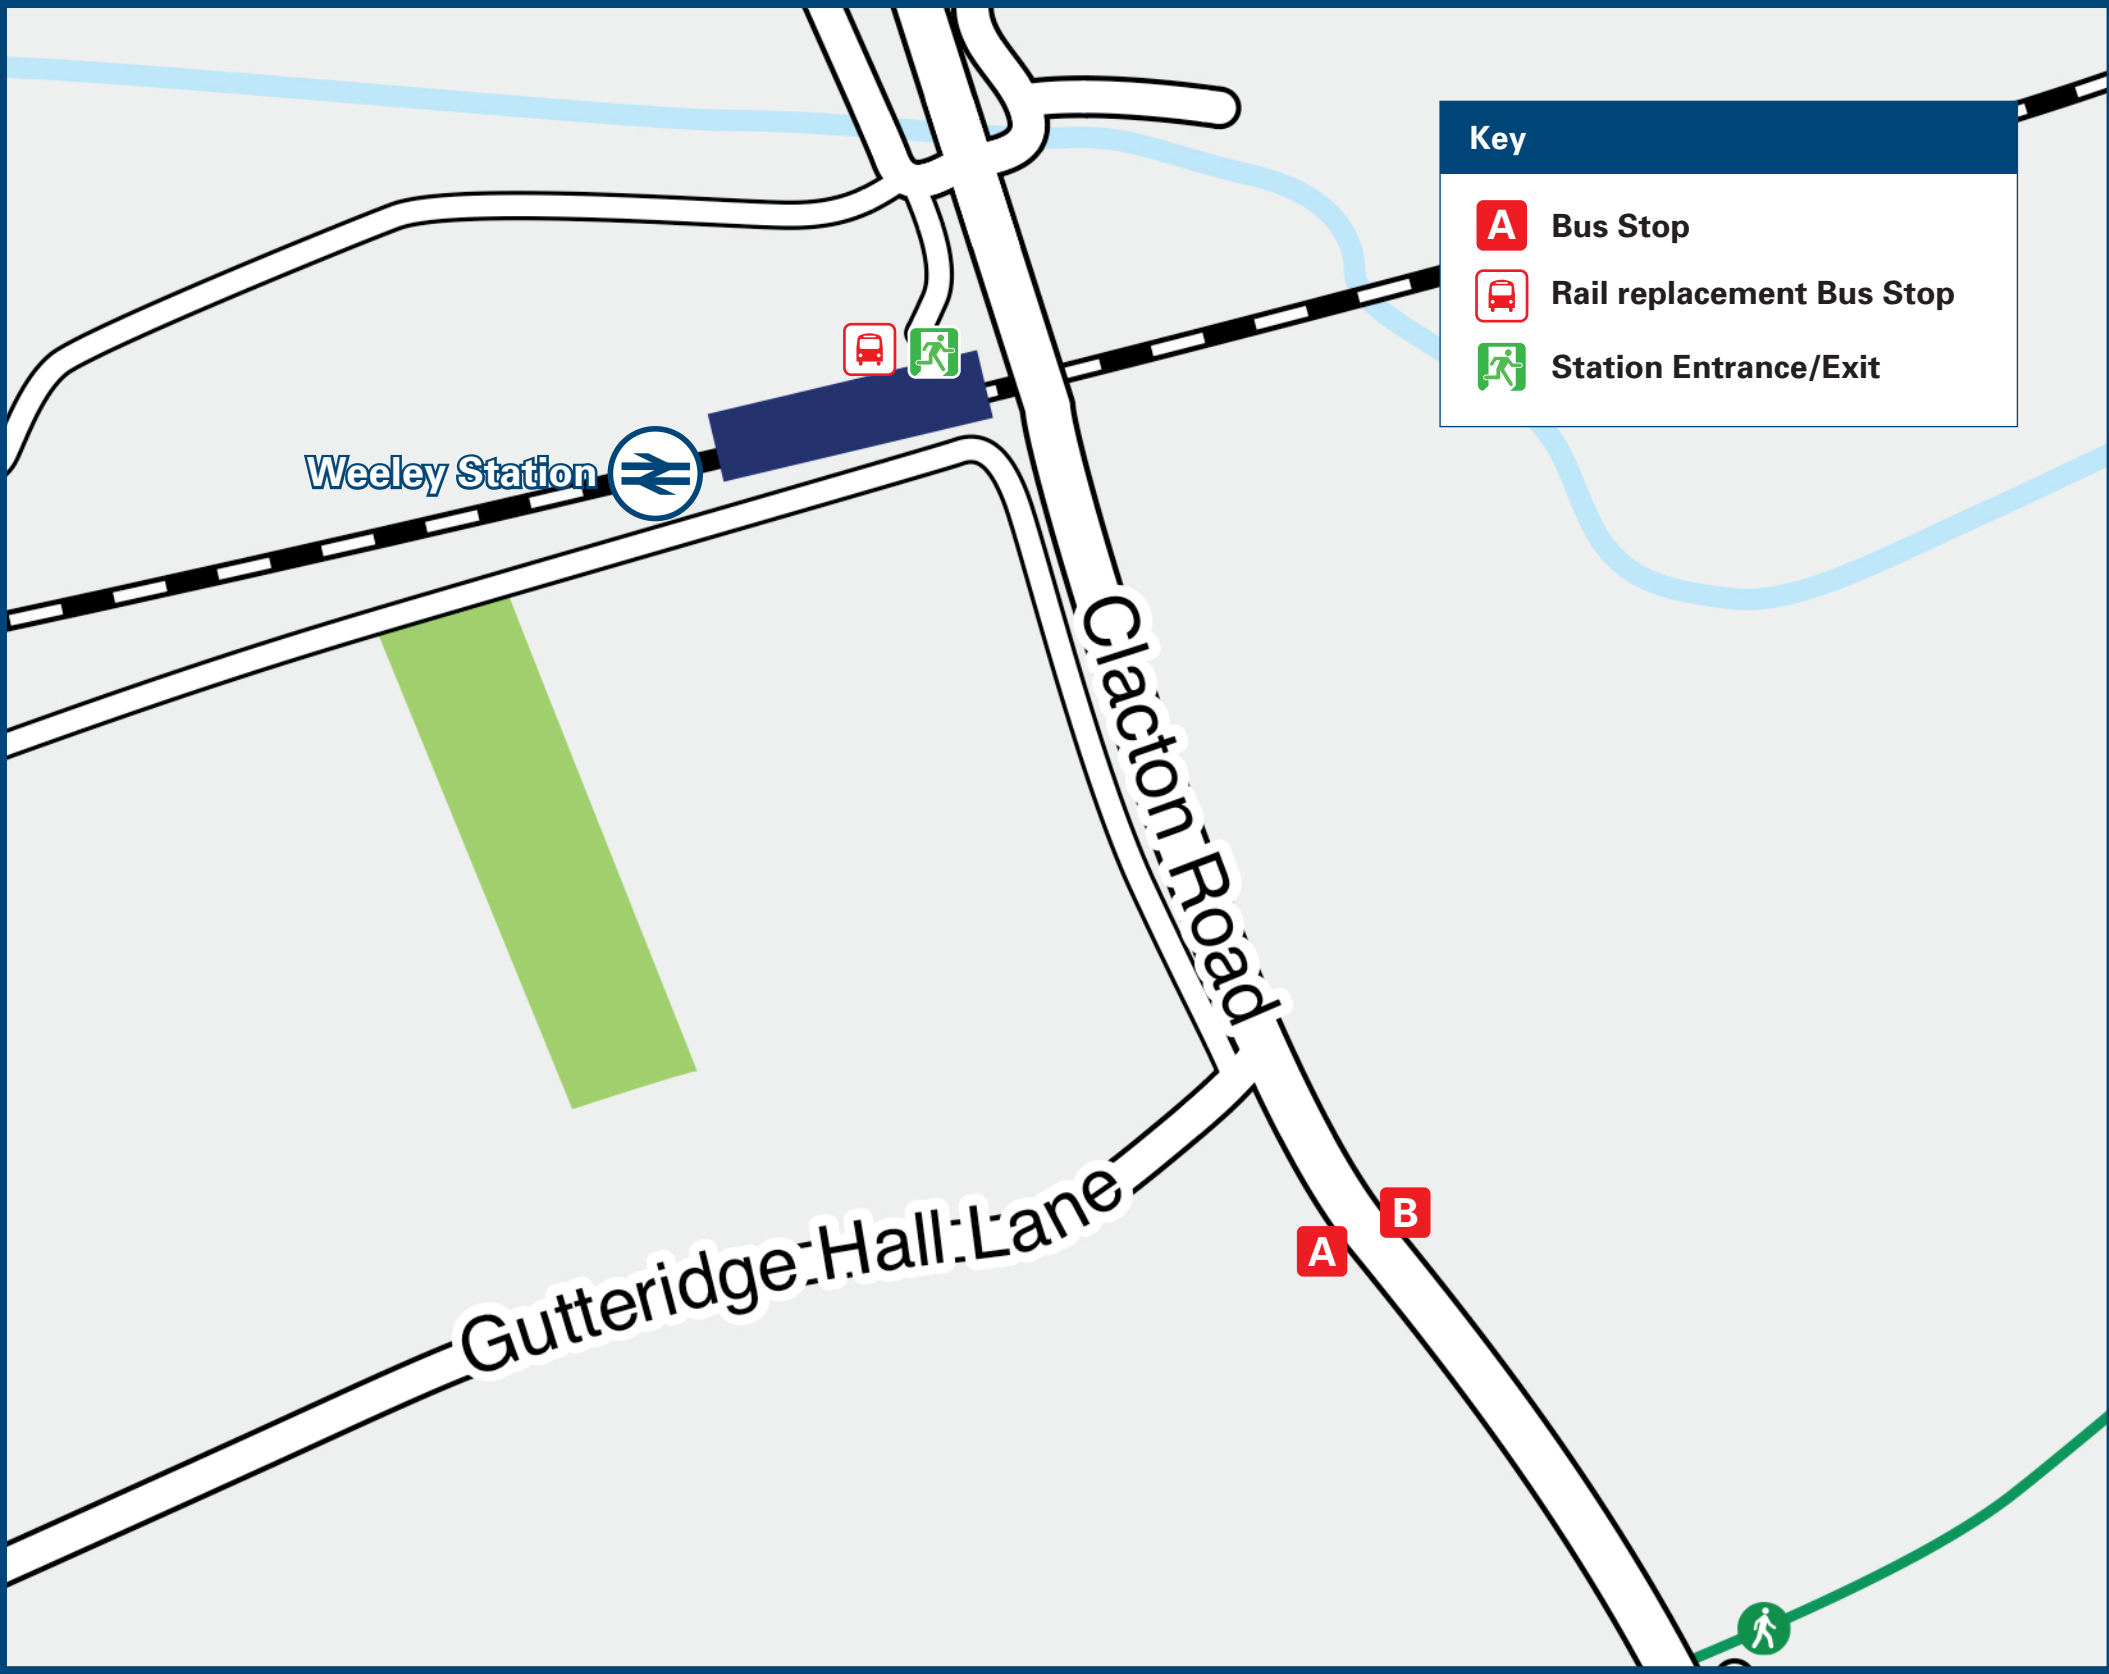 Key
A Bus Stop
Rail replacement Bus Stop
Station Entrance/Exit
Weeley Station
Clacton Road
Gutteridge Hall Lane
B
A